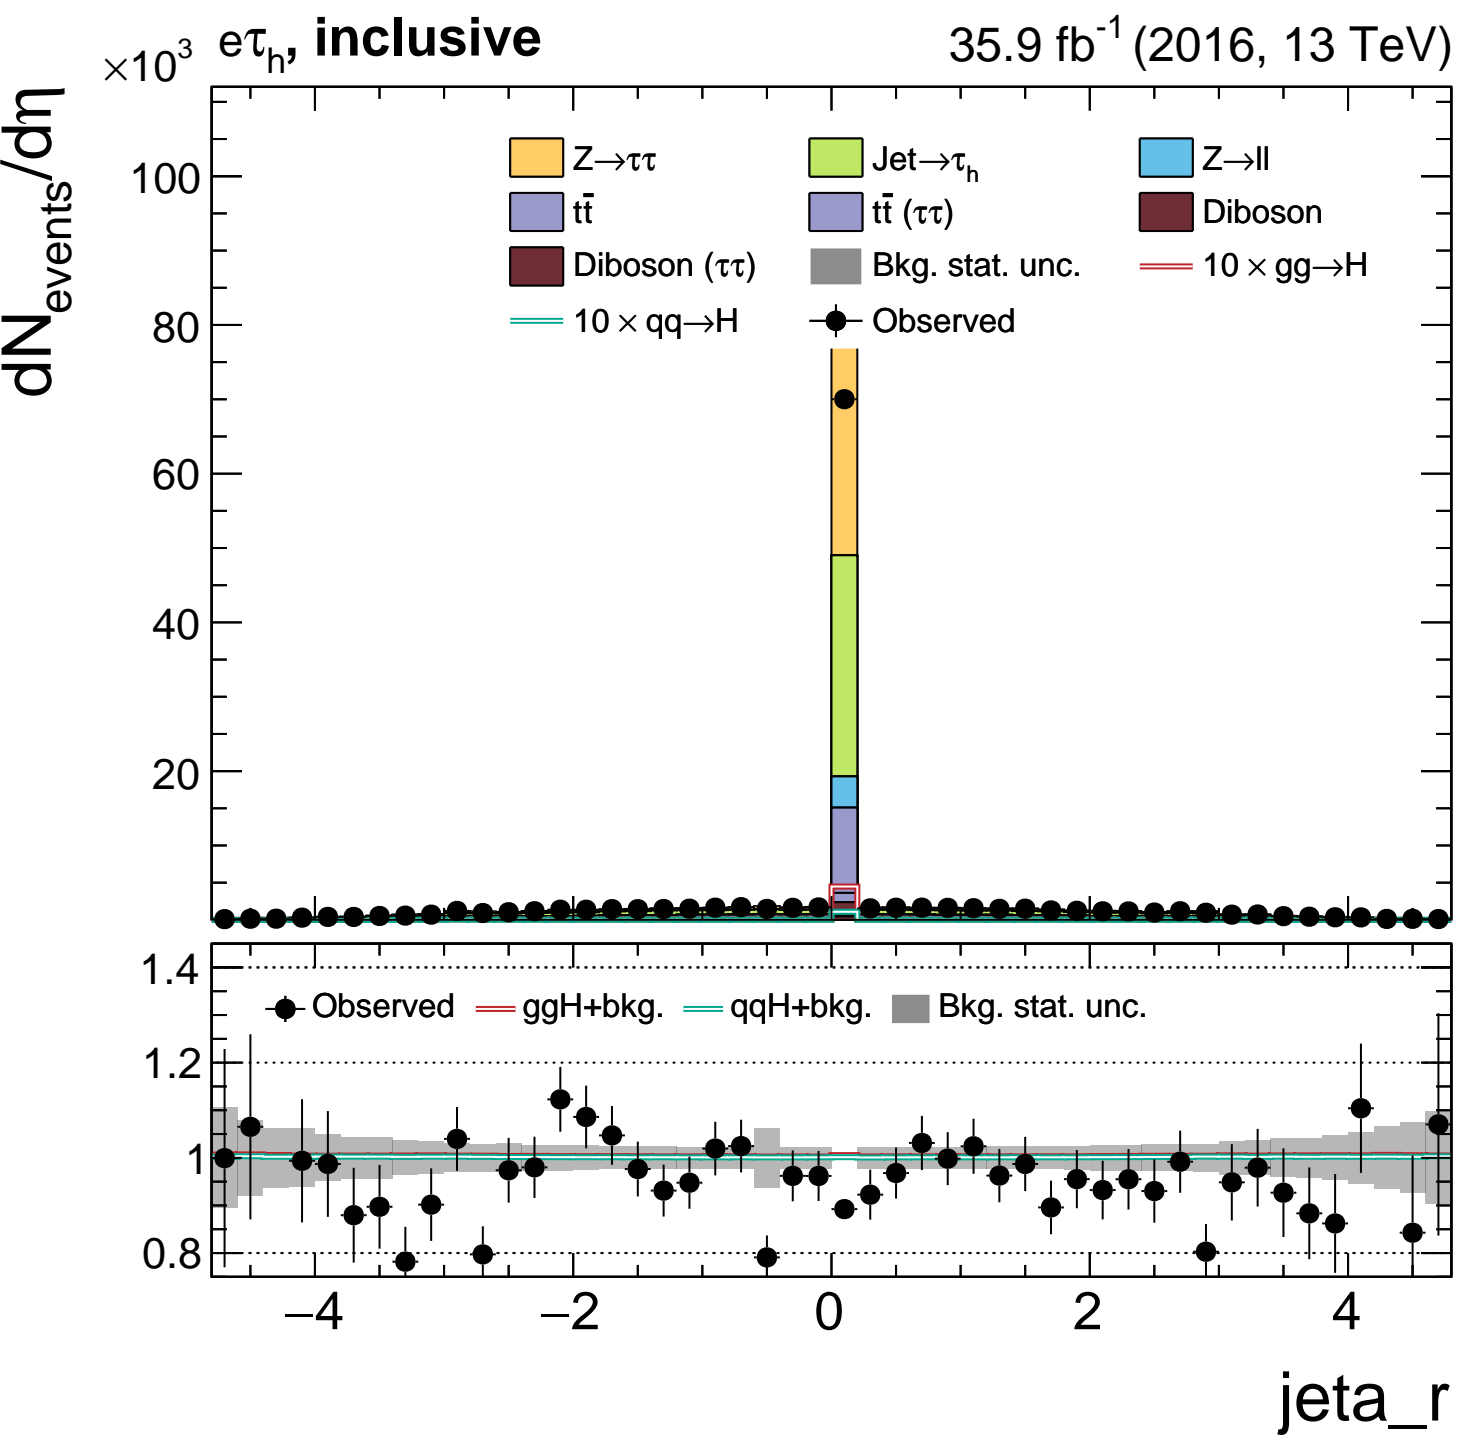 ×10³ eτₕ, inclusive 35.9 fb⁻¹ (2016, 13 TeV)
dN_events/dη
Z→ττ Jet→τₕ Z→ll
tt̄ tt̄ (ττ) Diboson
Diboson (ττ) Bkg. stat. unc. 10 × gg→H
10 × qq→H Observed
100
80
60
40
20
1.4
Observed ggH+bkg. qqH+bkg. Bkg. stat. unc.
1.2
1
0.8
−4 −2 0 2 4
jeta_r